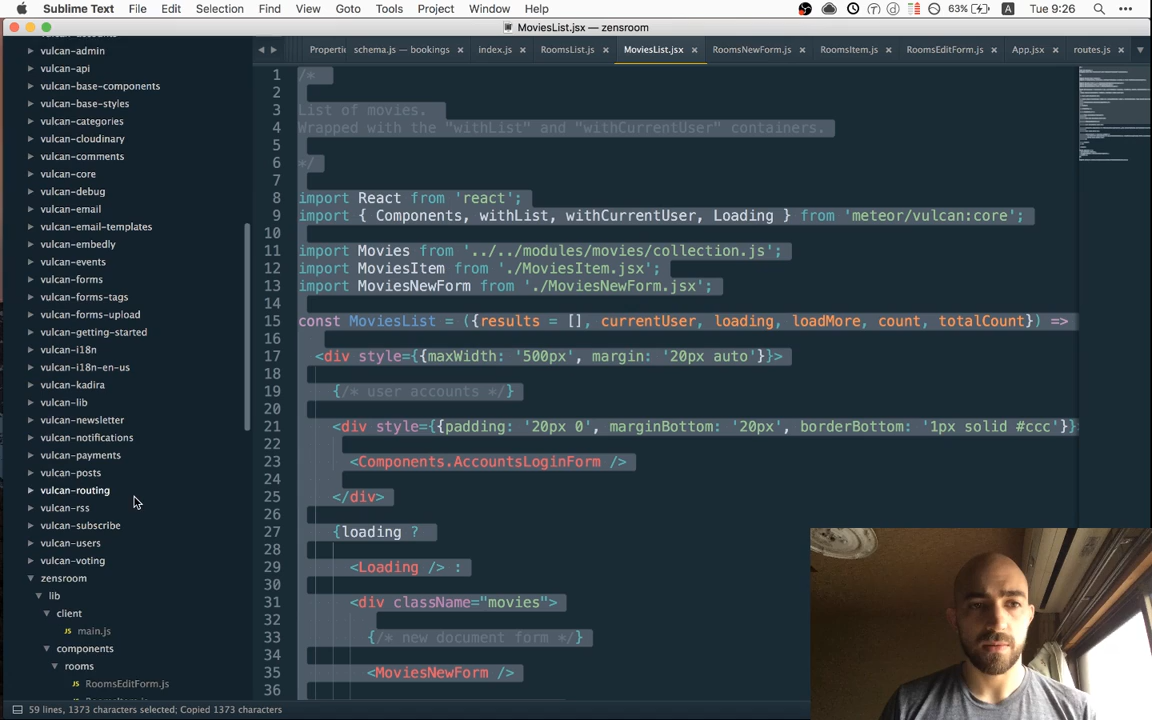 Sublime Text File Edit Selection Find View Goto Tools Project Window Help 63% A Tue 9:26
MoviesList.jsx — zensroom
vulcan-admin
vulcan-api
vulcan-base-components
vulcan-base-styles
vulcan-categories
vulcan-cloudinary
vulcan-comments
vulcan-core
vulcan-debug
vulcan-email
vulcan-email-templates
vulcan-embedly
vulcan-events
vulcan-forms
vulcan-forms-tags
vulcan-forms-upload
vulcan-getting-started
vulcan-i18n
vulcan-i18n-en-us
vulcan-kadira
vulcan-lib
vulcan-newsletter
vulcan-notifications
vulcan-payments
vulcan-posts
vulcan-routing
vulcan-rss
vulcan-subscribe
vulcan-users
vulcan-voting
zensroom
lib
client
JS main.js
components
rooms
JS RoomsEditForm.js
Properti schema.js — bookings × index.js × RoomsList.js × MoviesList.jsx × RoomsNewForm.js × RoomsItem.js × RoomsEditForm.js × App.jsx × routes.js ×
1 /*
2
3 List of movies.
4 Wrapped with the "withList" and "withCurrentUser" containers.
5
6 */
7
8 import React from 'react';
9 import { Components, withList, withCurrentUser, Loading } from 'meteor/vulcan:core';
10
11 import Movies from '../../modules/movies/collection.js';
12 import MoviesItem from './MoviesItem.jsx';
13 import MoviesNewForm from './MoviesNewForm.jsx';
14
15 const MoviesList = ({results = [], currentUser, loading, loadMore, count, totalCount}) =>
16
17 <div style={{maxWidth: '500px', margin: '20px auto'}}>
18
19 {/* user accounts */}
20
21 <div style={{padding: '20px 0', marginBottom: '20px', borderBottom: '1px solid #ccc'}}
22
23 <Components.AccountsLoginForm />
24
25 </div>
26
27 {loading ?
28
29 <Loading /> :
30
31 <div className="movies">
32
33 {/* new document form */}
34
35 <MoviesNewForm />
36
59 lines, 1373 characters selected; Copied 1373 characters